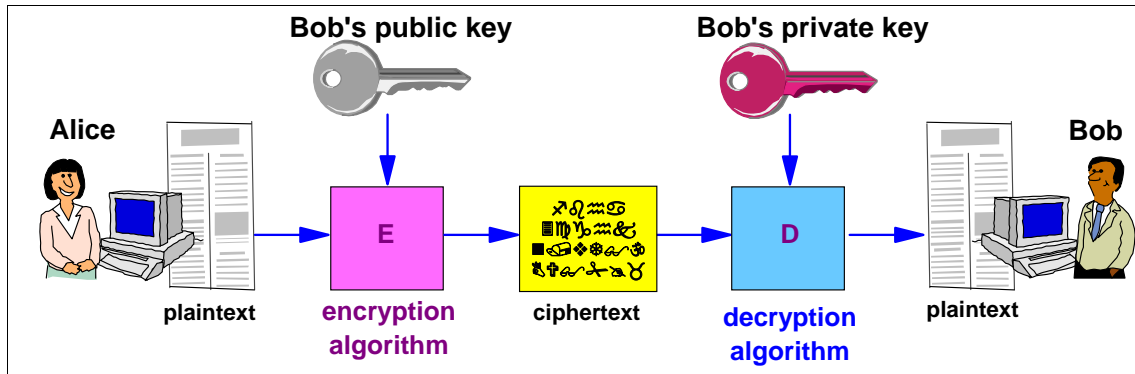 Bob's public key
Bob's private key
Alice
Bob
E
D
plaintext
encryption
algorithm
ciphertext
decryption
algorithm
plaintext